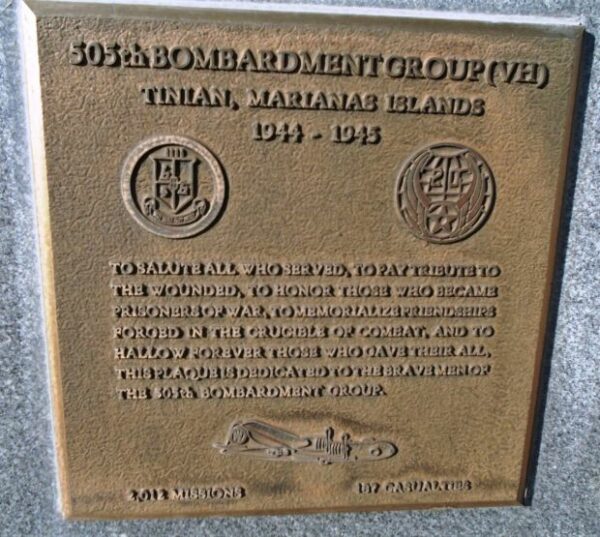 505th BOMBARDMENT GROUP (VH)
TINIAN, MARIANAS ISLANDS
1944 - 1945
TO SALUTE ALL WHO SERVED, TO PAY TRIBUTE TO
THE WOUNDED, TO HONOR THOSE WHO BECAME
PRISONERS OF WAR, TO MEMORIALIZE FRIENDSHIPS
FORGED IN THE CRUCIBLE OF COMBAT, AND TO
HALLOW FOREVER THOSE WHO GAVE THEIR ALL,
THIS PLAQUE IS DEDICATED TO THE BRAVE MEN OF
THE 505th BOMBARDMENT GROUP.
2,012 MISSIONS 187 CASUALTIES